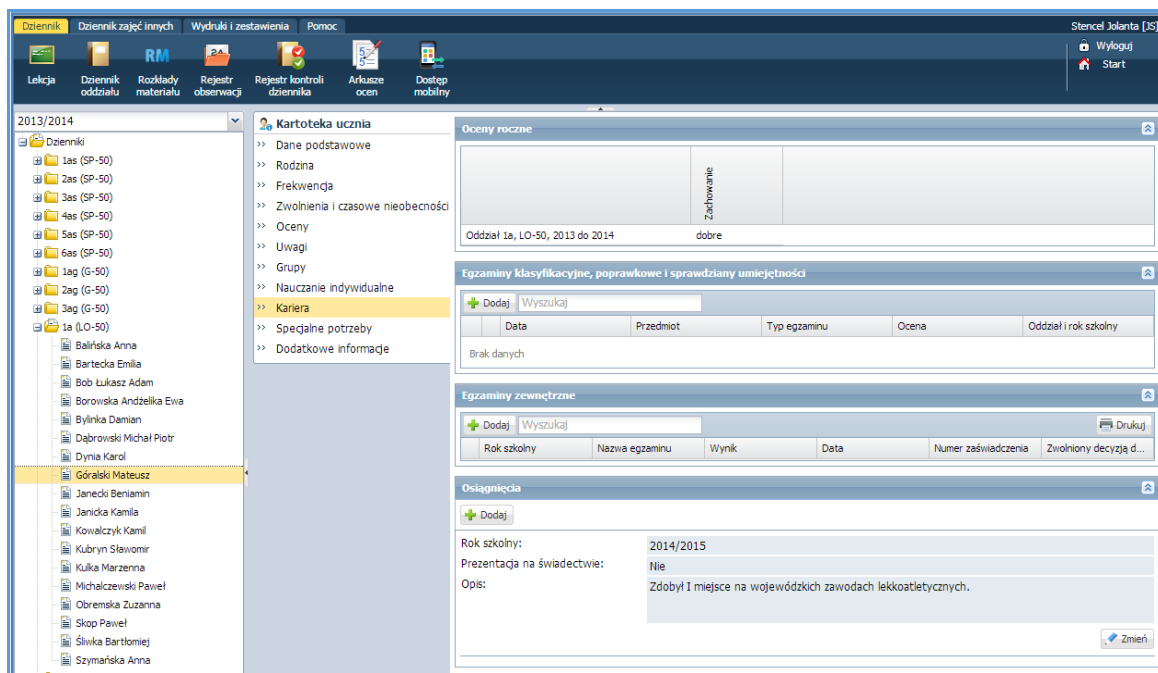 Dziennik Dziennik zajęć innych Wydruki i zestawienia Pomoc Stencel Jolanta [JS]
Wyloguj
Start
RM
Lekcja Dziennik oddziału Rozkłady materiału Rejestr obserwacji Rejestr kontroli dziennika Arkusze ocen Dostęp mobilny
2013/2014
Dzienniki
1as (SP-50)
2as (SP-50)
3as (SP-50)
4as (SP-50)
5as (SP-50)
6as (SP-50)
1ag (G-50)
2ag (G-50)
3ag (G-50)
1a (LO-50)
Balińska Anna
Bartecka Emilia
Bob Łukasz Adam
Borowska Andżelika Ewa
Bylinka Damian
Dąbrowski Michał Piotr
Dynia Karol
Góralski Mateusz
Janecki Beniamin
Janicka Kamila
Kowalczyk Kamil
Kubryn Sławomir
Kulka Marzenna
Michalczewski Paweł
Obremska Zuzanna
Skop Paweł
Śliwka Bartłomiej
Szymańska Anna
Kartoteka ucznia
Dane podstawowe
Rodzina
Frekwencja
Zwolnienia i czasowe nieobecności
Oceny
Uwagi
Grupy
Nauczanie indywidualne
Kariera
Specjalne potrzeby
Dodatkowe informacje
Oceny roczne
Zachowanie
Oddział 1a, LO-50, 2013 do 2014 dobre
Egzaminy klasyfikacyjne, poprawkowe i sprawdziany umiejętności
Dodaj Wyszukaj
Data Przedmiot Typ egzaminu Ocena Oddział i rok szkolny
Brak danych
Egzaminy zewnętrzne
Dodaj Wyszukaj Drukuj
Rok szkolny Nazwa egzaminu Wynik Data Numer zaświadczenia Zwolniony decyzją d...
Osiągnięcia
Dodaj
Rok szkolny: 2014/2015
Prezentacja na świadectwie: Nie
Opis: Zdobył I miejsce na wojewódzkich zawodach lekkoatletycznych.
Zmień